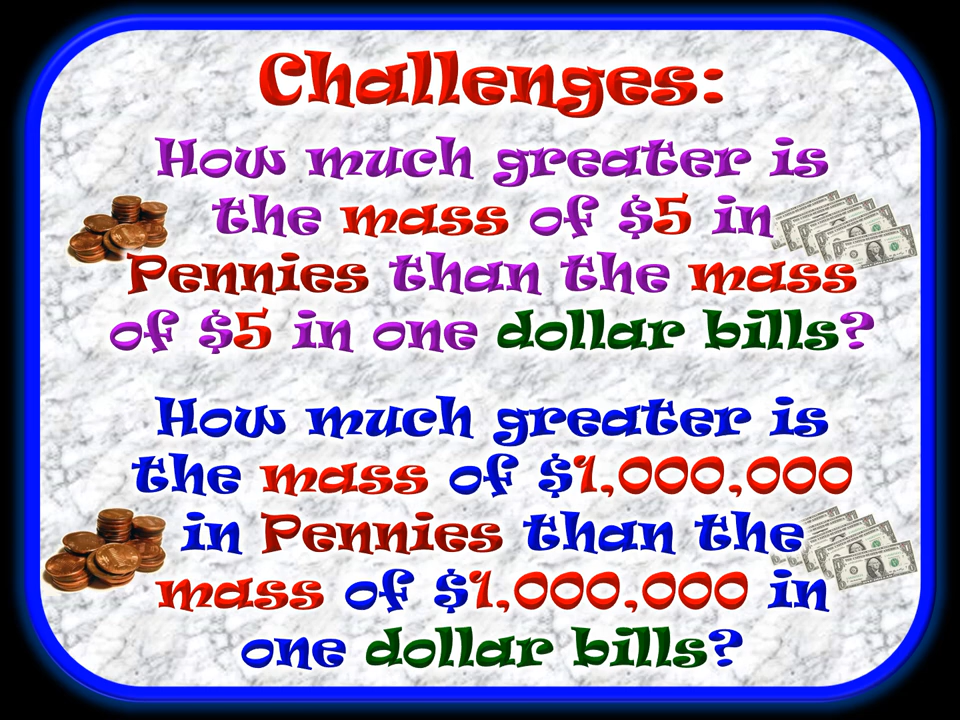 Challenges:
How much greater is
the mass of $5 in
Pennies than the mass
of $5 in one dollar bills?
How much greater is
the mass of $1,000,000
in Pennies than the
mass of $1,000,000 in
one dollar bills?